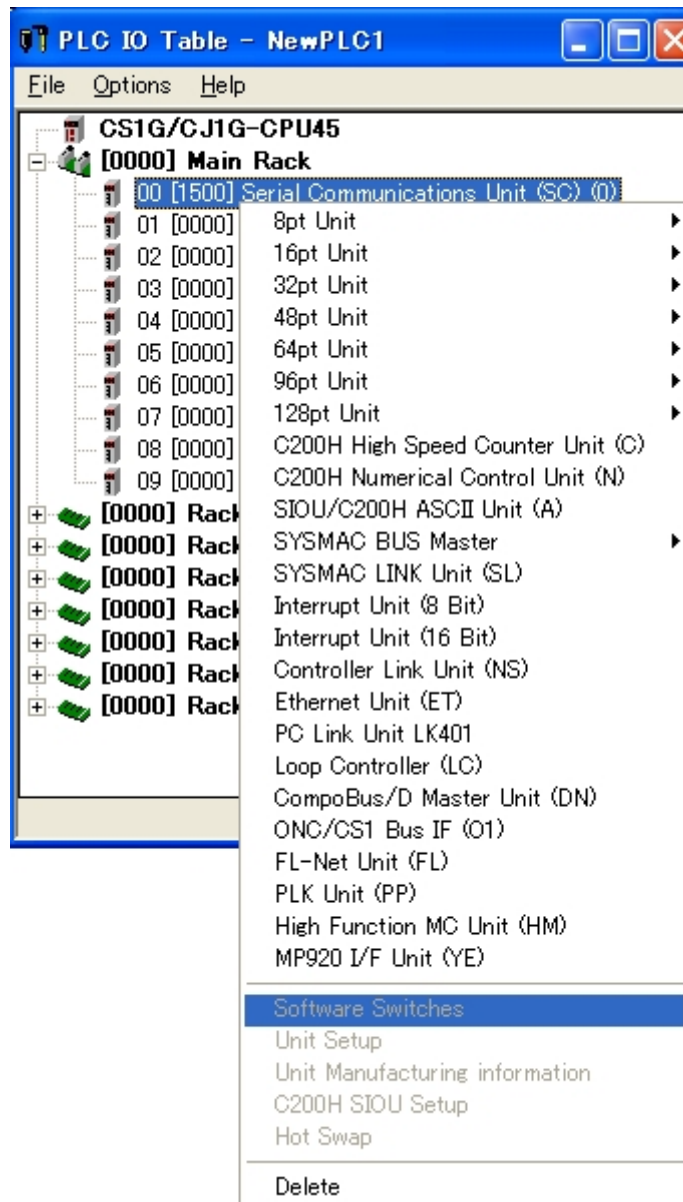 PLC IO Table - NewPLC1
File Options Help
CS1G/CJ1G-CPU45
[0000] Main Rack
00 [1500] Serial Communications Unit (SC) (0)
01 [0000]
02 [0000]
03 [0000]
04 [0000]
05 [0000]
06 [0000]
07 [0000]
08 [0000]
09 [0000]
[0000] Rack
[0000] Rack
[0000] Rack
[0000] Rack
[0000] Rack
[0000] Rack
[0000] Rack
8pt Unit
16pt Unit
32pt Unit
48pt Unit
64pt Unit
96pt Unit
128pt Unit
C200H High Speed Counter Unit (C)
C200H Numerical Control Unit (N)
SIOU/C200H ASCII Unit (A)
SYSMAC BUS Master
SYSMAC LINK Unit (SL)
Interrupt Unit (8 Bit)
Interrupt Unit (16 Bit)
Controller Link Unit (NS)
Ethernet Unit (ET)
PC Link Unit LK401
Loop Controller (LC)
CompoBus/D Master Unit (DN)
ONC/CS1 Bus IF (O1)
FL-Net Unit (FL)
PLK Unit (PP)
High Function MC Unit (HM)
MP920 I/F Unit (YE)
Software Switches
Unit Setup
Unit Manufacturing information
C200H SIOU Setup
Hot Swap
Delete